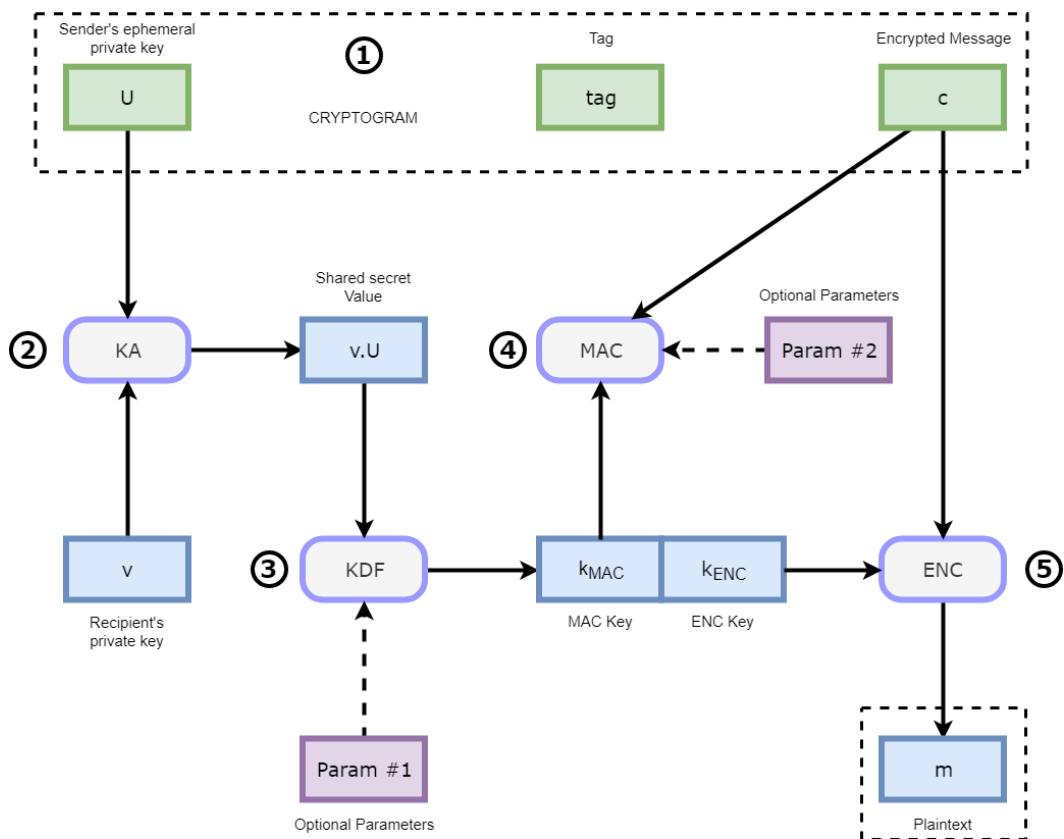 Sender's ephemeral
private key
①
Tag
Encrypted Message
U
CRYPTOGRAM
tag
c
Shared secret
Value
Optional Parameters
②
KA
v.U
④
MAC
Param #2
v
③
KDF
kMAC
kENC
ENC
⑤
Recipient's
private key
MAC Key
ENC Key
Param #1
m
Optional Parameters
Plaintext